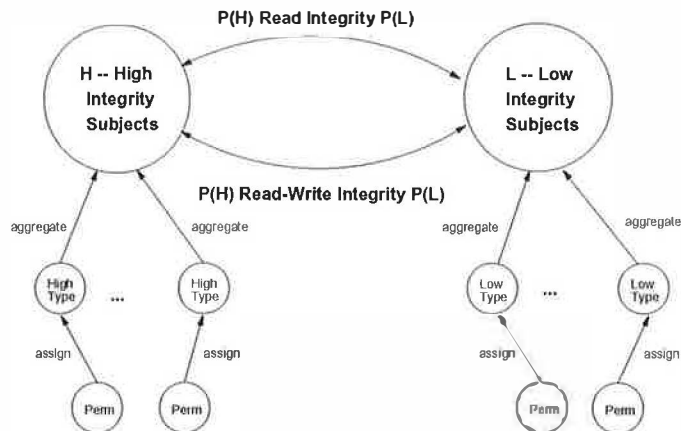 P(H) Read Integrity P(L)
H -- High
Integrity
Subjects
L -- Low
Integrity
Subjects
P(H) Read-Write Integrity P(L)
aggregate
aggregate
aggregate
aggregate
High
Type
...
High
Type
Low
Type
...
Low
Type
assign
assign
assign
assign
Perm
Perm
Perm
Perm